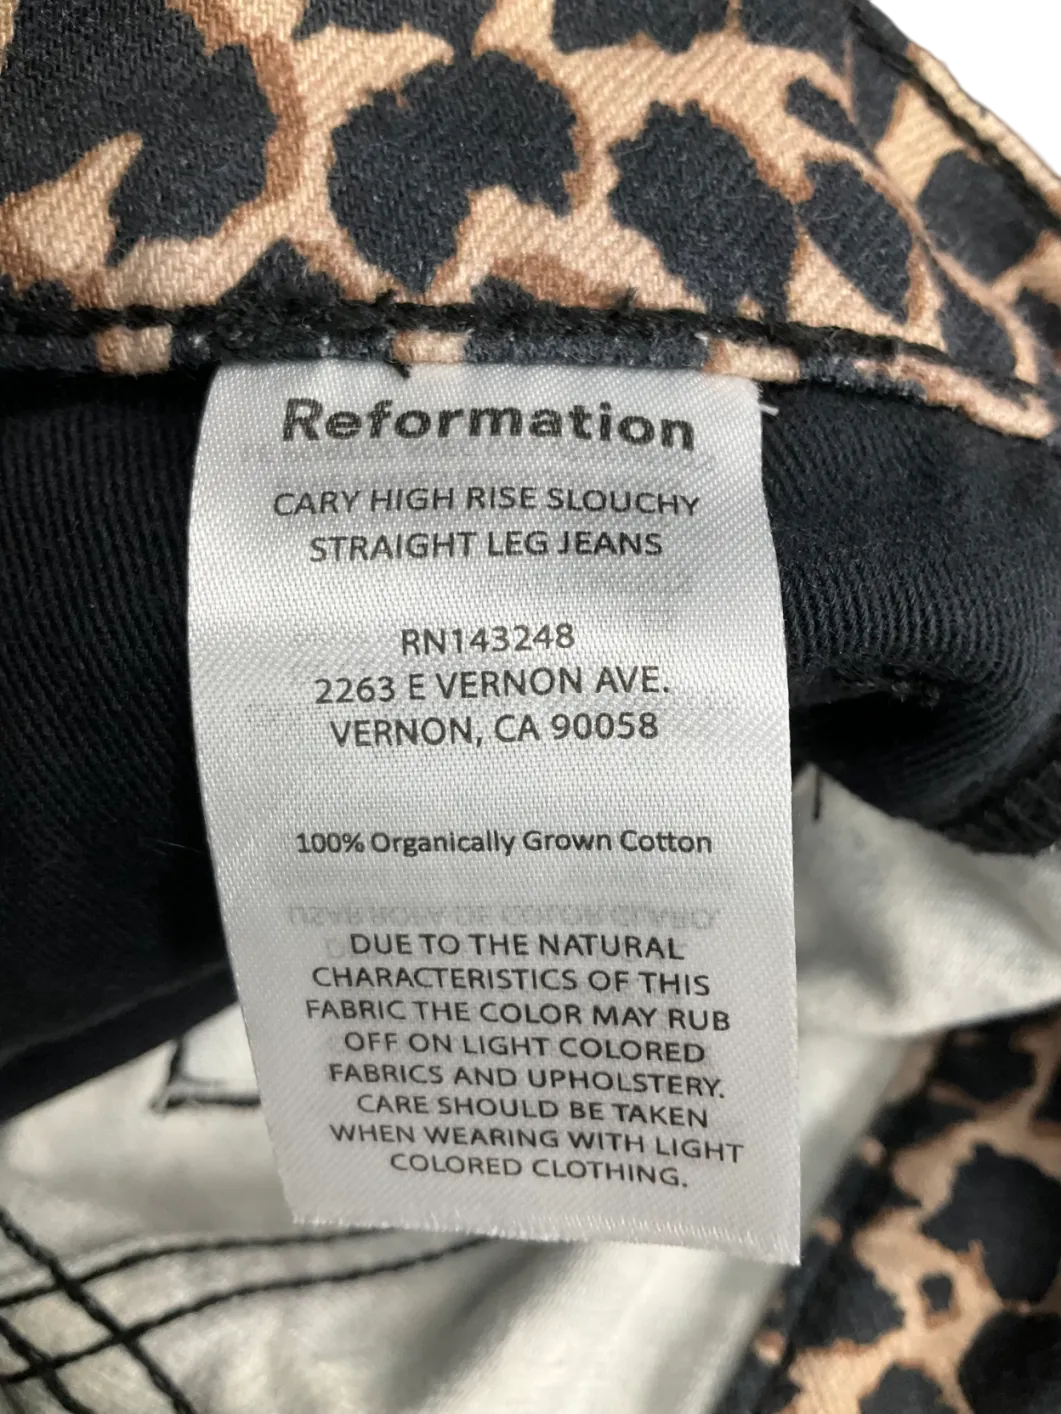 Reformation
CARY HIGH RISE SLOUCHY
STRAIGHT LEG JEANS
RN143248
2263 E VERNON AVE.
VERNON, CA 90058
100% Organically Grown Cotton
DUE TO THE NATURAL
CHARACTERISTICS OF THIS
FABRIC THE COLOR MAY RUB
OFF ON LIGHT COLORED
FABRICS AND UPHOLSTERY.
CARE SHOULD BE TAKEN
WHEN WEARING WITH LIGHT
COLORED CLOTHING.